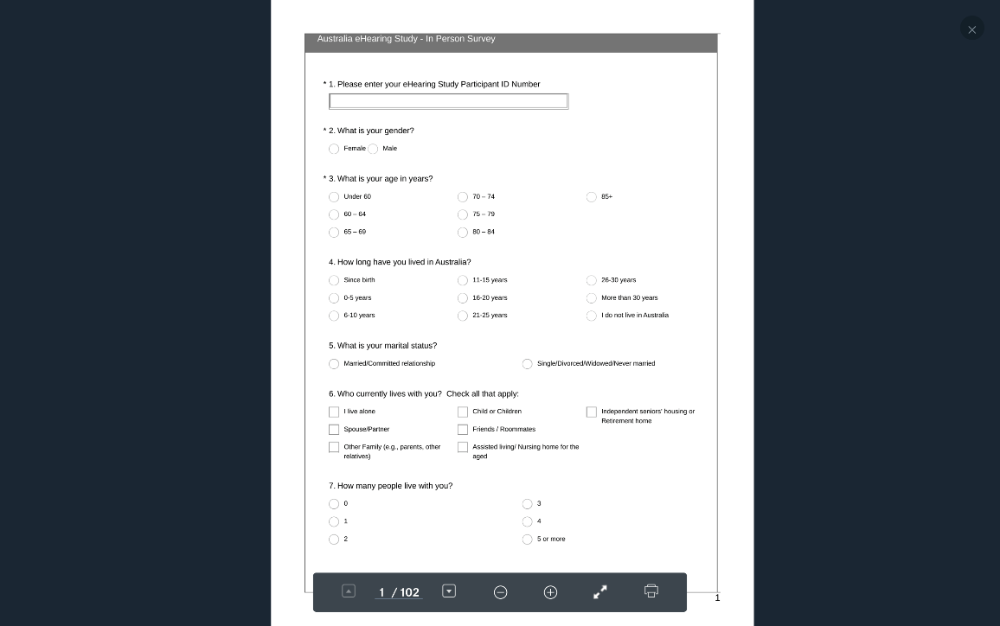 Australia eHearing Study - In Person Survey
* 1. Please enter your eHearing Study Participant ID Number
* 2. What is your gender?
Female Male
* 3. What is your age in years?
Under 60 70 – 74 85+
60 – 64 75 – 79
65 – 69 80 – 84
4. How long have you lived in Australia?
Since birth 11-15 years 26-30 years
0-5 years 16-20 years More than 30 years
6-10 years 21-25 years I do not live in Australia
5. What is your marital status?
Married/Committed relationship Single/Divorced/Widowed/Never married
6. Who currently lives with you? Check all that apply:
I live alone Child or Children Independent seniors' housing or
Retirement home
Spouse/Partner Friends / Roommates
Other Family (e.g., parents, other Assisted living/ Nursing home for the
relatives) aged
7. How many people live with you?
0 3
1 4
2 5 or more
1 / 102
1